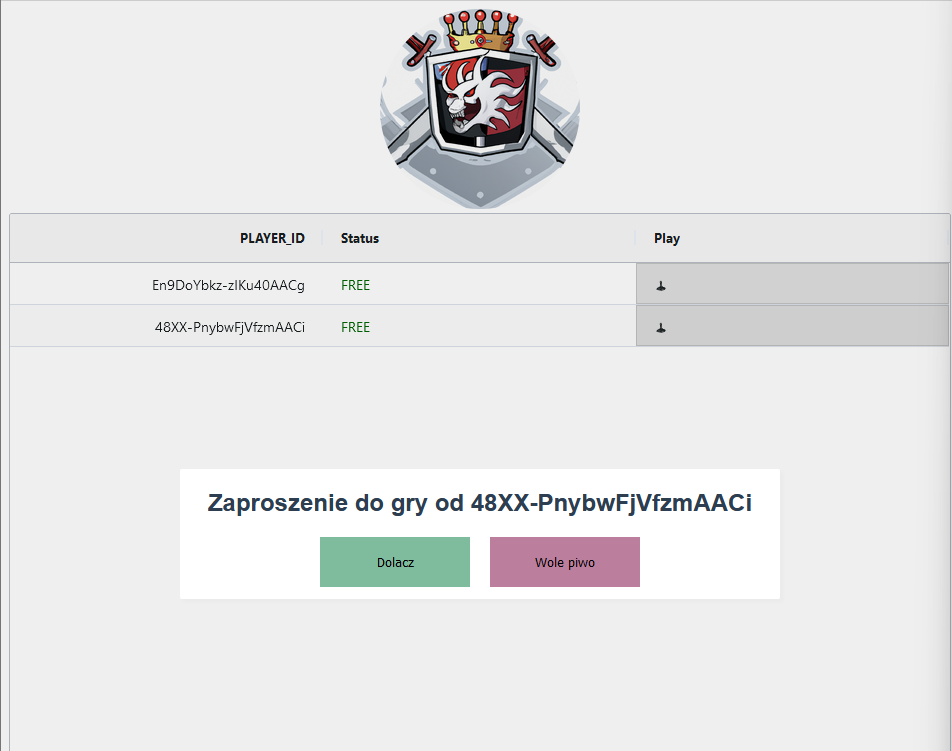 PLAYER_ID Status Play
En9DoYbkz-zIKu40AACg FREE
48XX-PnybwFjVfzmAACi FREE
Zaproszenie do gry od 48XX-PnybwFjVfzmAACi
Dolacz Wole piwo